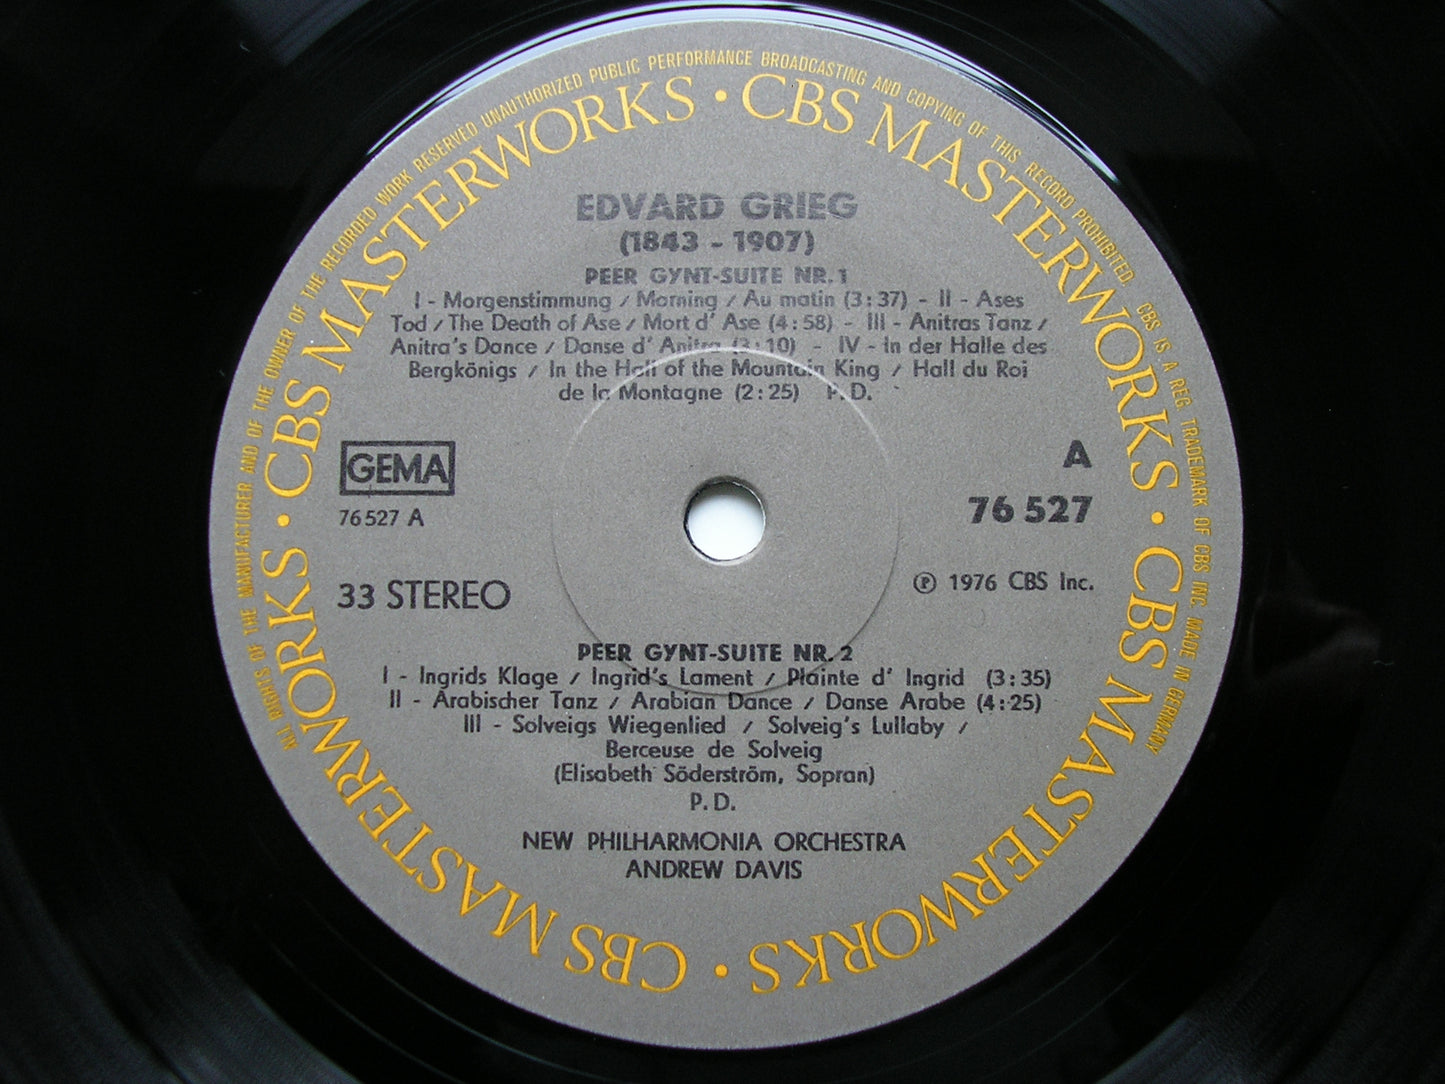 ALL RIGHTS OF THE MANUFACTURER AND OF THE OWNER OF THE RECORDED WORK RESERVED UNAUTHORIZED PUBLIC PERFORMANCE BROADCASTING AND COPYING OF THIS RECORD PROHIBITED. CBS IS A REG. TRADEMARK OF CBS INC. MADE IN GERMANY
CBS MASTERWORKS • CBS MASTERWORKS • CBS MASTERWORKS • CBS MASTERWORKS •
EDVARD GRIEG
(1843 - 1907)
PEER GYNT-SUITE NR. 1
I - Morgenstimmung / Morning / Au matin (3:37) - II - Ases
Tod / The Death of Ase / Mort d' Ase (4:58) - III - Anitras Tanz /
Anitra's Dance / Danse d' Anitra (3:10) - IV - In der Halle des
Bergkönigs / In the Hall of the Mountain King / Hall du Roi
de la Montagne (2:25) P.D.
GEMA
76527 A
A
76 527
33 STEREO
℗ 1976 CBS Inc.
PEER GYNT-SUITE NR. 2
I - Ingrids Klage / Ingrid's Lament / Plainte d' Ingrid (3:35)
II - Arabischer Tanz / Arabian Dance / Danse Arabe (4:25)
III - Solveigs Wiegenlied / Solveig's Lullaby /
Berceuse de Solveig
(Elisabeth Söderström, Sopran)
P.D.
NEW PHILHARMONIA ORCHESTRA
ANDREW DAVIS